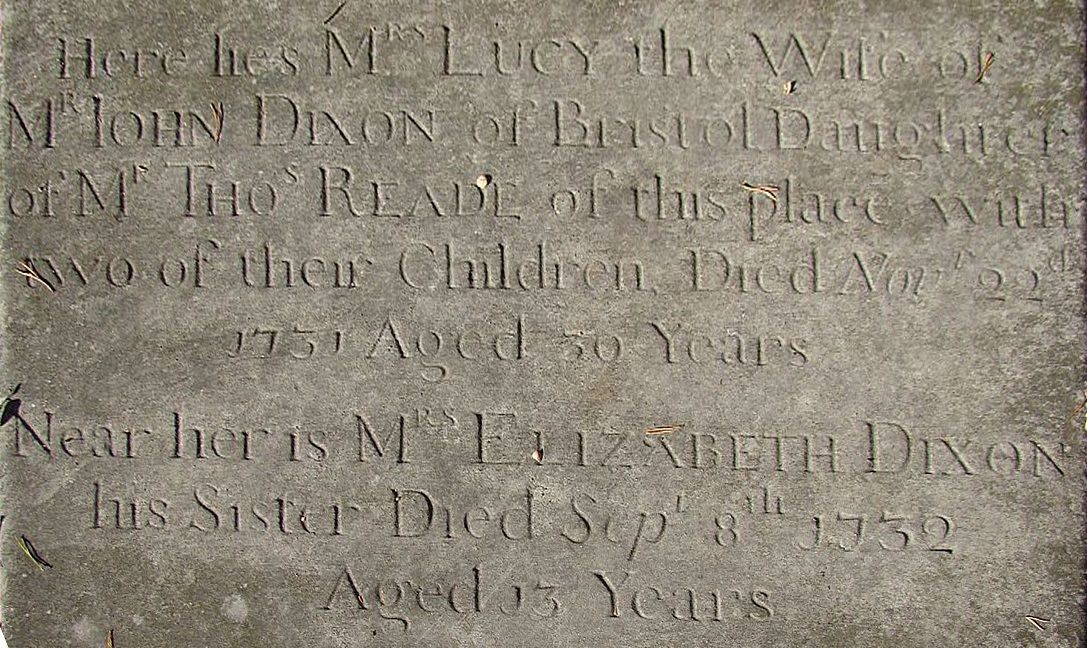 Here lies Mrs LUCY the Wife of
Mr IOHN DIXON of Bristol Daughter
of Mr THOs READE of this place with
two of their Children, Died Novr 22d
1731 Aged 30 Years
Near her is Mrs ELIZABETH DIXON
his Sister Died Sepr 8th 1732
Aged 13 Years